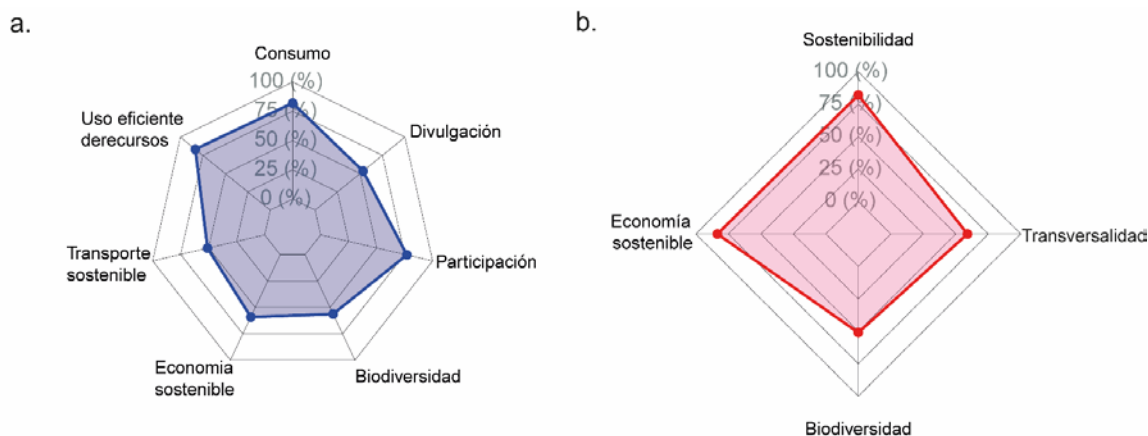 a.
Consumo
100 (%)
75 (%)
50 (%)
25 (%)
0 (%)
Uso eficiente
derecursos
Divulgación
Transporte
sostenible
Participación
Economia
sostenible
Biodiversidad
b.
Sostenibilidad
100 (%)
75 (%)
50 (%)
25 (%)
0 (%)
Economía
sostenible
Transversalidad
Biodiversidad